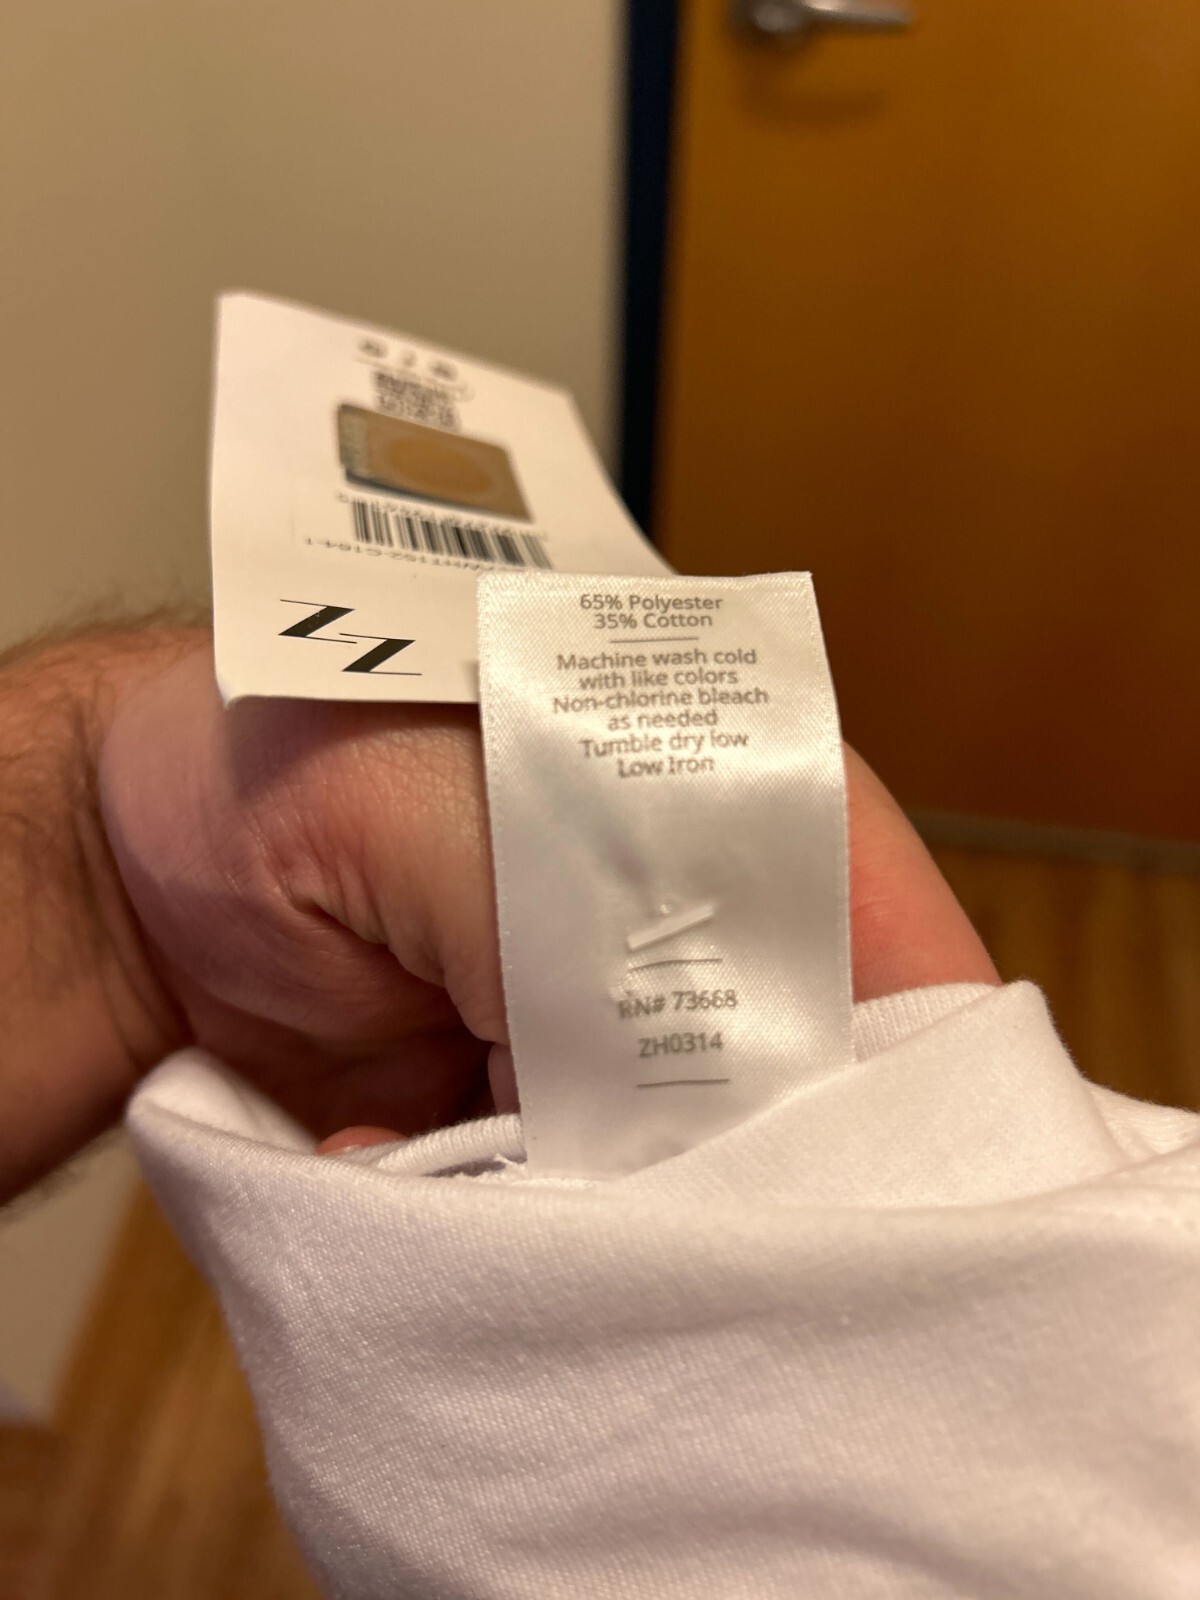 65% Polyester
35% Cotton
Machine wash cold
with like colors
Non-chlorine bleach
as needed
Tumble dry low
Low Iron
RN# 73668
ZH0314